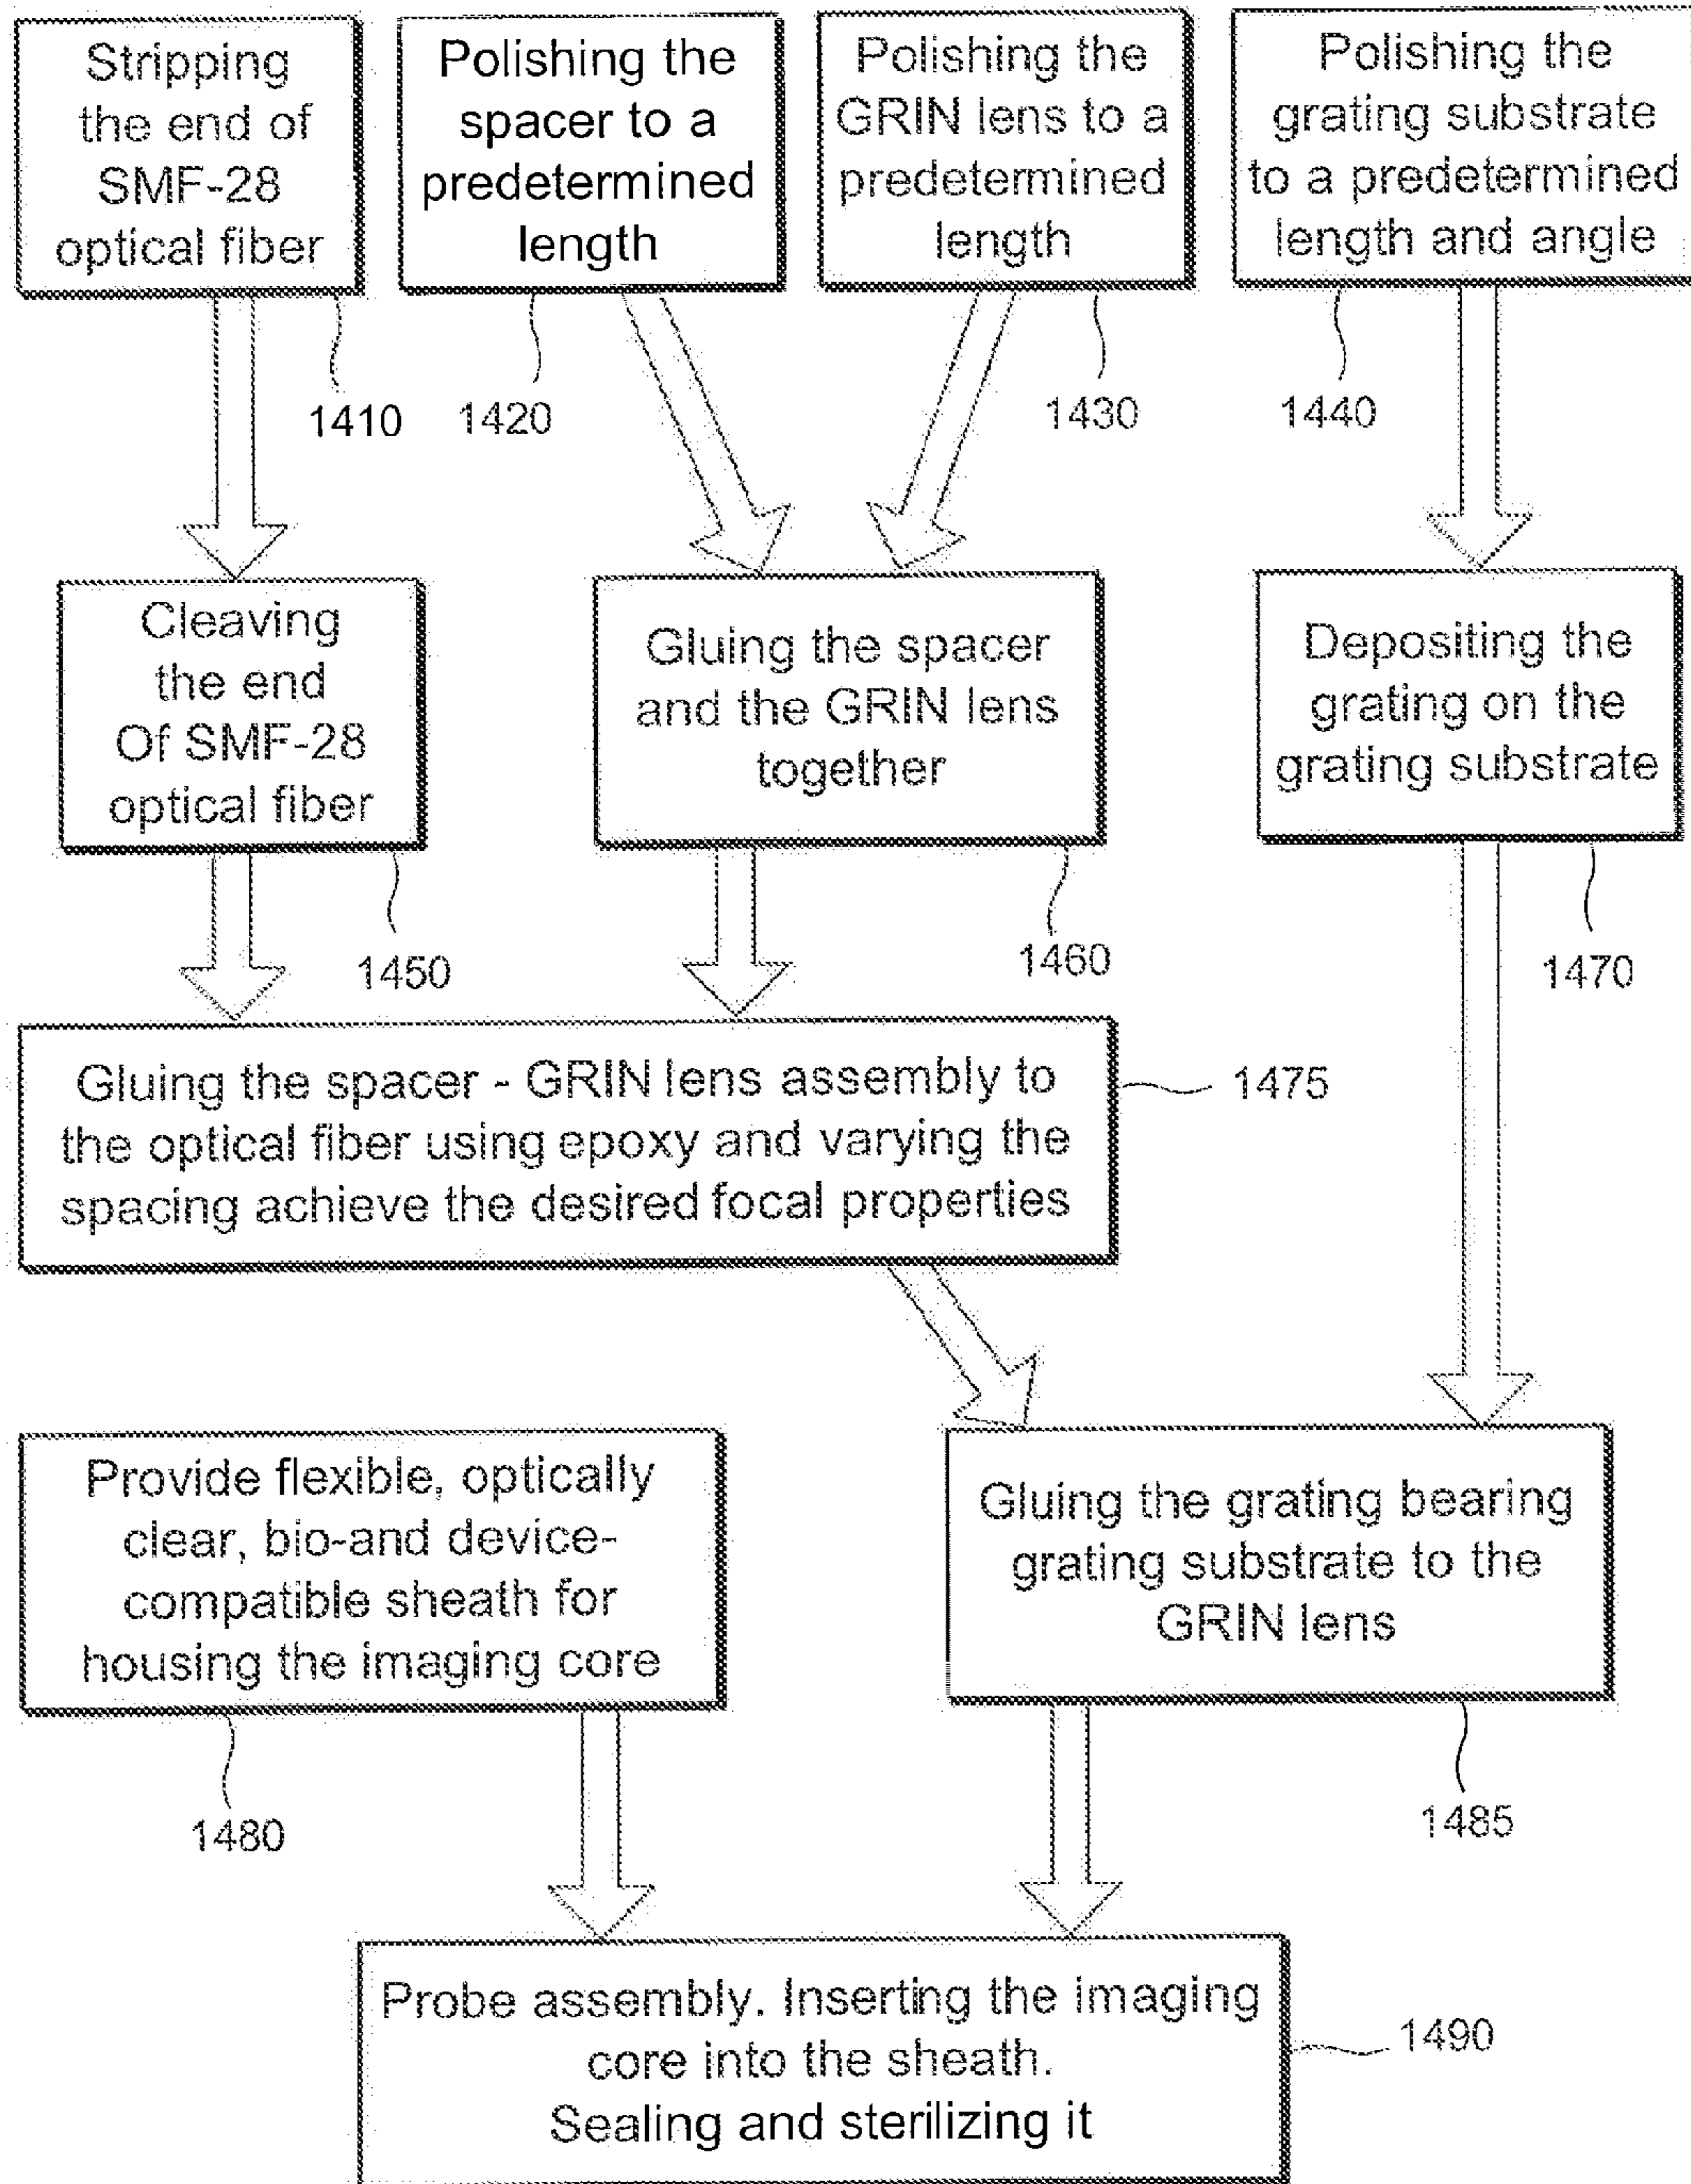 Stripping
the end of
SMF-28
optical fiber
Polishing the
spacer to a
predetermined
length
Polishing the
GRIN lens to a
predetermined
length
Polishing the
grating substrate
to a predetermined
length and angle
1410
1420
1430
1440
Cleaving
the end
Of SMF-28
optical fiber
Gluing the spacer
and the GRIN lens
together
Depositing the
grating on the
grating substrate
1450
1460
1470
Gluing the spacer - GRIN lens assembly to
the optical fiber using epoxy and varying the
spacing achieve the desired focal properties
1475
Provide flexible, optically
clear, bio-and device-
compatible sheath for
housing the imaging core
Gluing the grating bearing
grating substrate to the
GRIN lens
1480
1485
Probe assembly. Inserting the imaging
core into the sheath.
Sealing and sterilizing it
1490